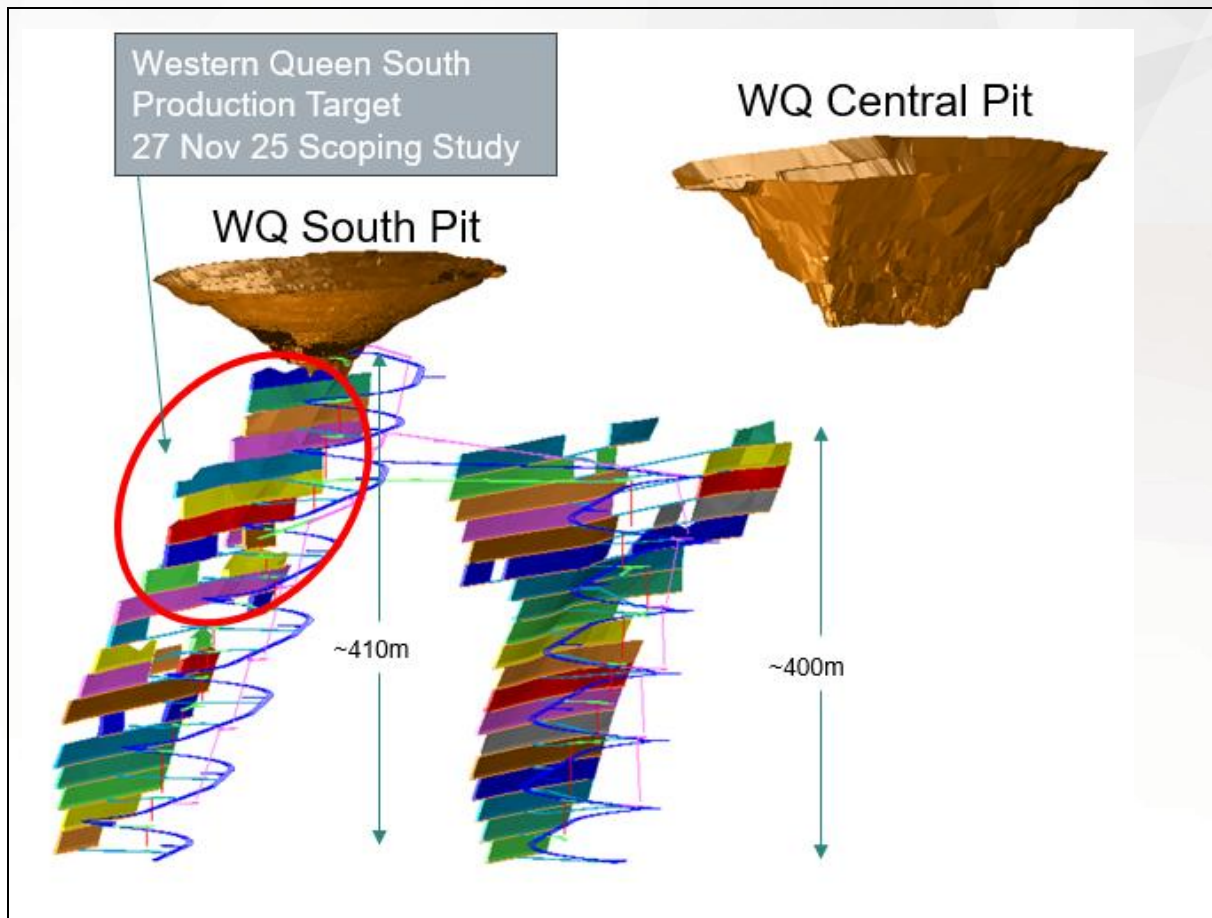 Western Queen South
Production Target
27 Nov 25 Scoping Study
WQ Central Pit
WQ South Pit
~410m
~400m